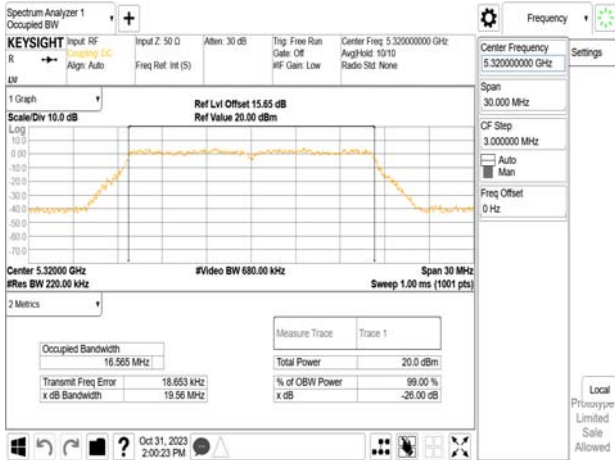 Spectrum Analyzer 1
Occupied BW
+
Frequency
KEYSIGHT
R
LV
Input: RF
Coupling: DC
Align: Auto
Input Z: 50 Ω
Freq Ref: Int (S)
Atten: 30 dB
Trig: Free Run
Gate: Off
#IF Gain: Low
Center Freq: 5.320000000 GHz
Avg|Hold: 10/10
Radio Std: None
1 Graph
Scale/Div 10.0 dB
Ref Lvl Offset 15.65 dB
Ref Value 20.00 dBm
Log
10.0
0.00
-10.0
-20.0
-30.0
-40.0
-50.0
-60.0
-70.0
Center 5.32000 GHz
#Res BW 220.00 kHz
#Video BW 680.00 kHz
Span 30 MHz
Sweep 1.00 ms (1001 pts)
2 Metrics
Occupied Bandwidth
16.565 MHz
Transmit Freq Error 18.653 kHz
x dB Bandwidth 19.56 MHz
Measure Trace Trace 1
Total Power 20.0 dBm
% of OBW Power 99.00 %
x dB -26.00 dB
Center Frequency
5.320000000 GHz
Span
30.000 MHz
CF Step
3.000000 MHz
Auto
Man
Freq Offset
0 Hz
Settings
Local
Prototype
Limited
Sale
Allowed
?
Oct 31, 2023
2:00:23 PM